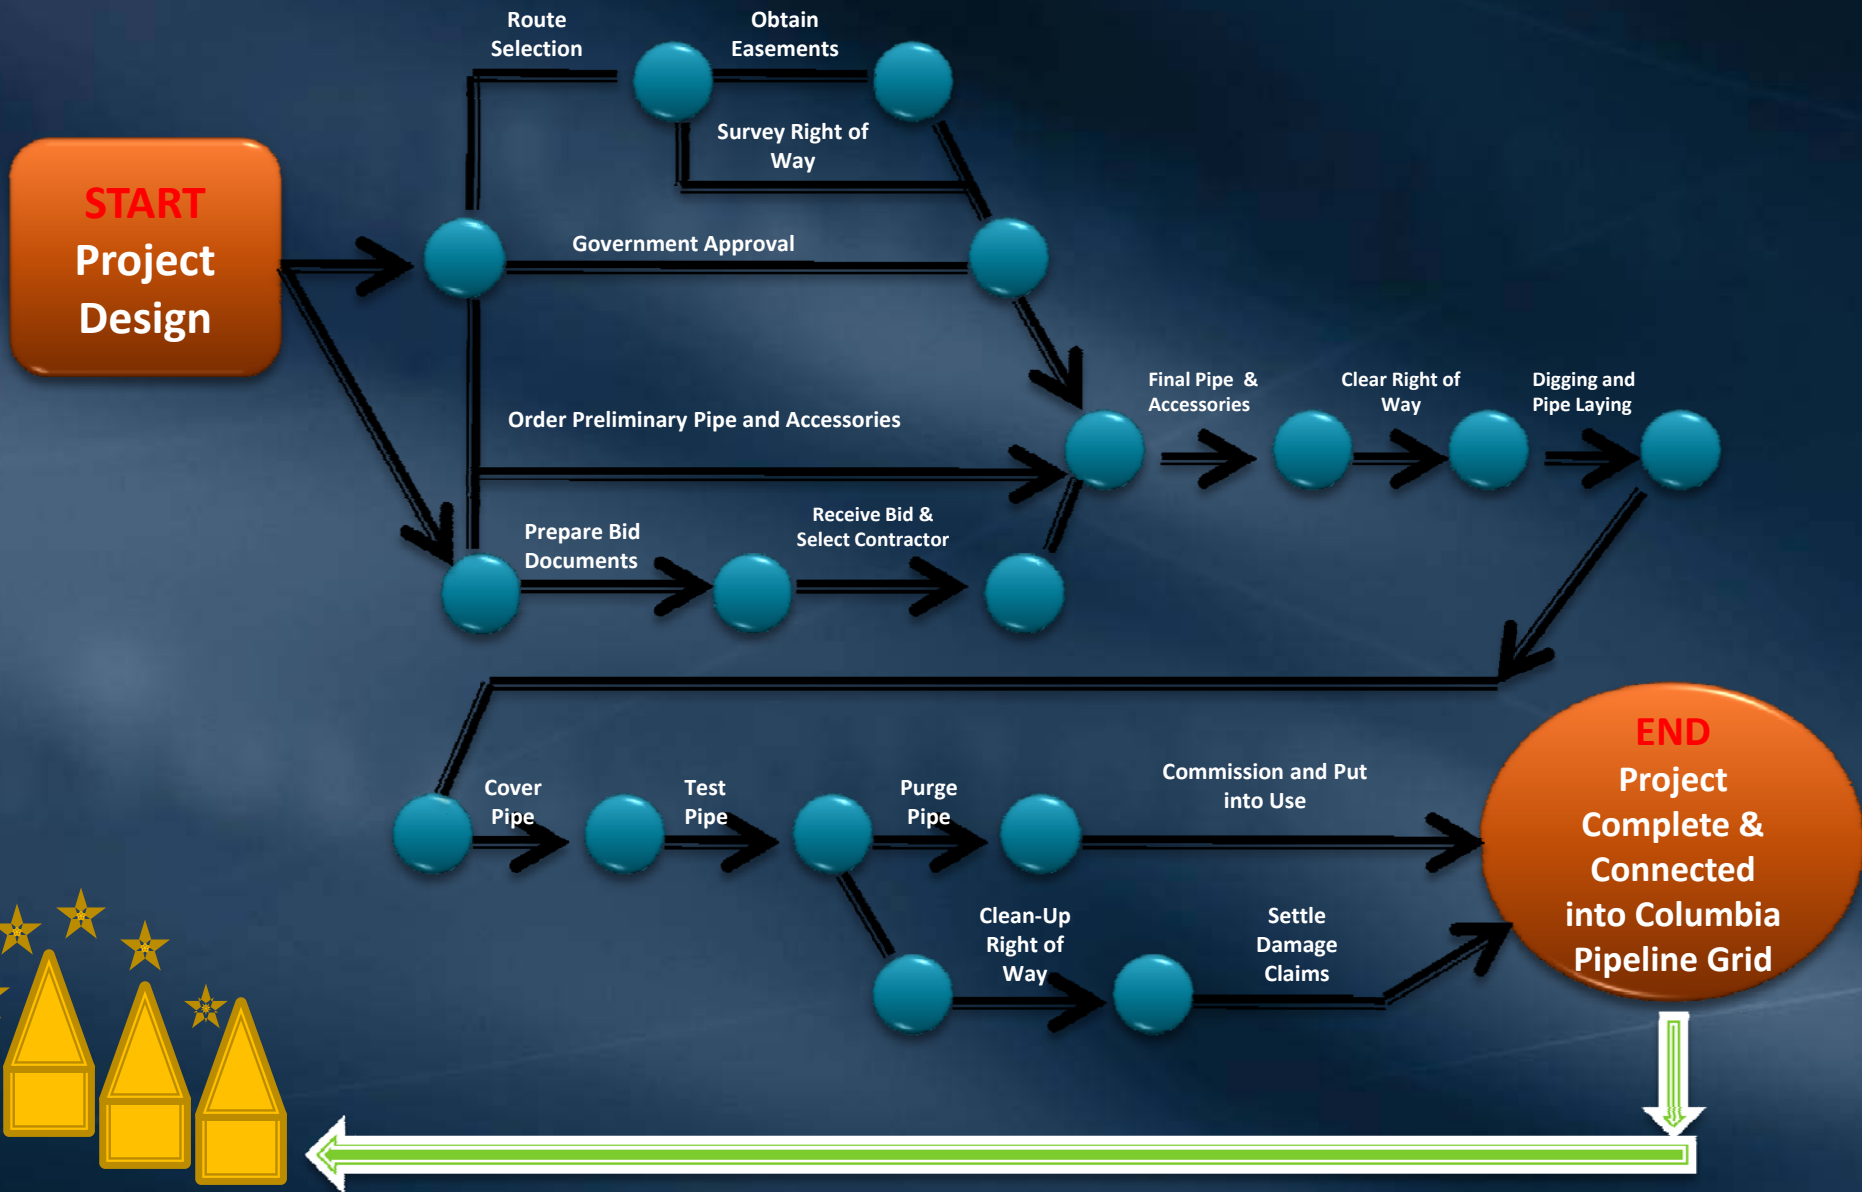 Route
Selection
Obtain
Easements
Survey Right of
Way
START
Project
Design
Government Approval
Final Pipe &
Accessories
Clear Right of
Way
Digging and
Pipe Laying
Order Preliminary Pipe and Accessories
Prepare Bid
Documents
Receive Bid &
Select Contractor
Cover
Pipe
Test
Pipe
Purge
Pipe
Commission and Put
into Use
END
Project
Complete &
Connected
into Columbia
Pipeline Grid
Clean-Up
Right of
Way
Settle
Damage
Claims